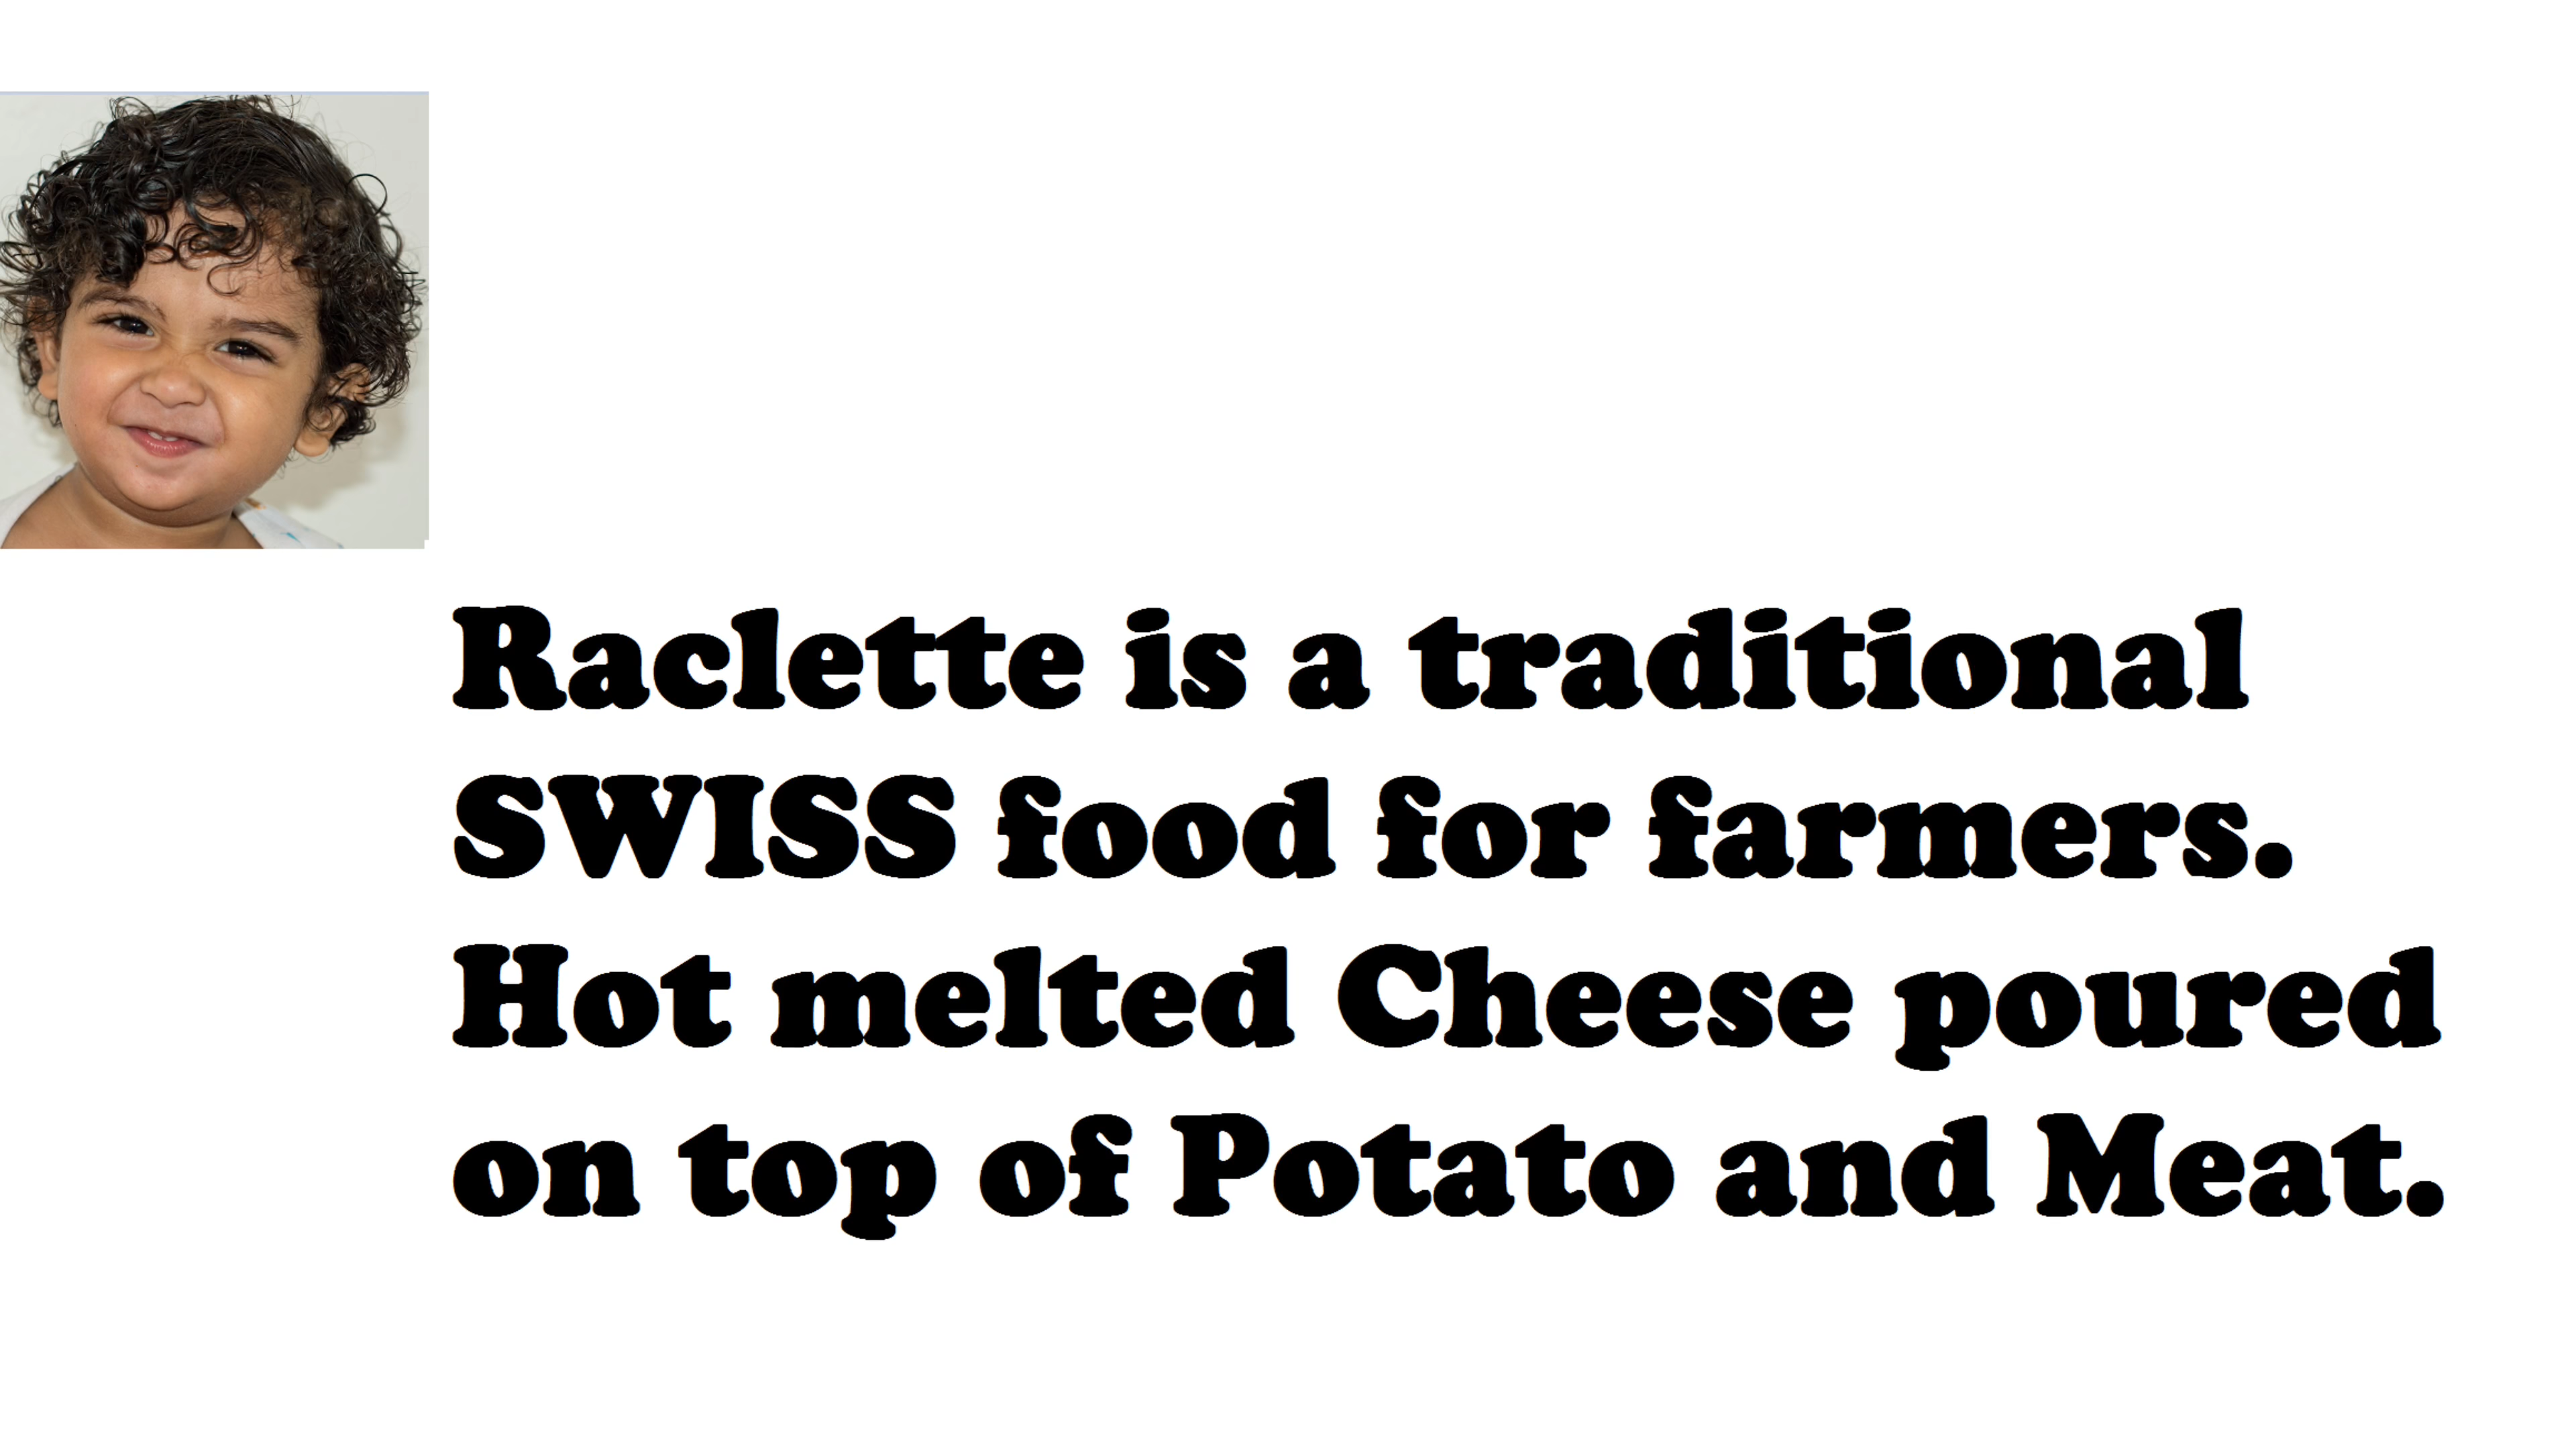 Raclette is a traditional
SWISS food for farmers.
Hot melted Cheese poured
on top of Potato and Meat.